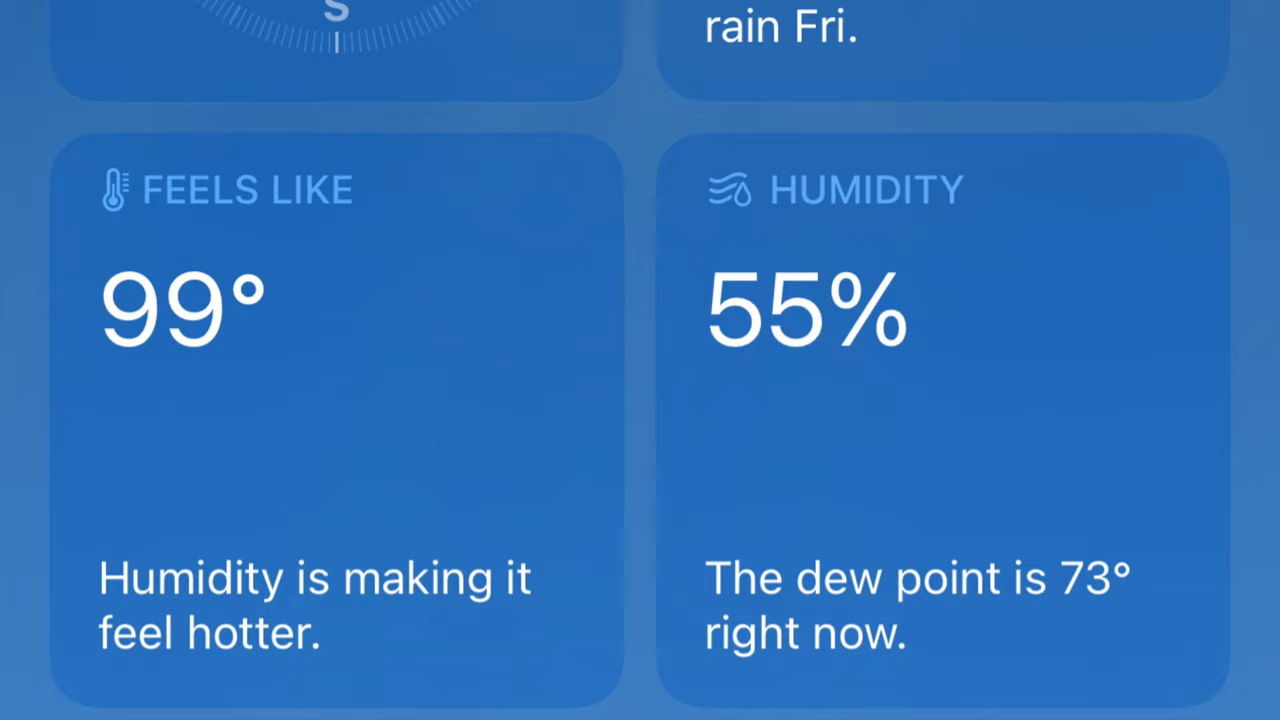 S
rain Fri.
FEELS LIKE
99°
Humidity is making it
feel hotter.
HUMIDITY
55%
The dew point is 73°
right now.